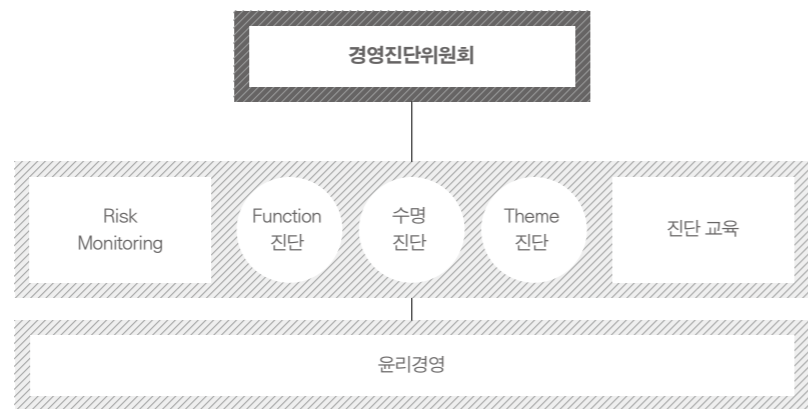 경영진단위원회
Risk
Monitoring
Function
진단
수명
진단
Theme
진단
진단 교육
윤리경영